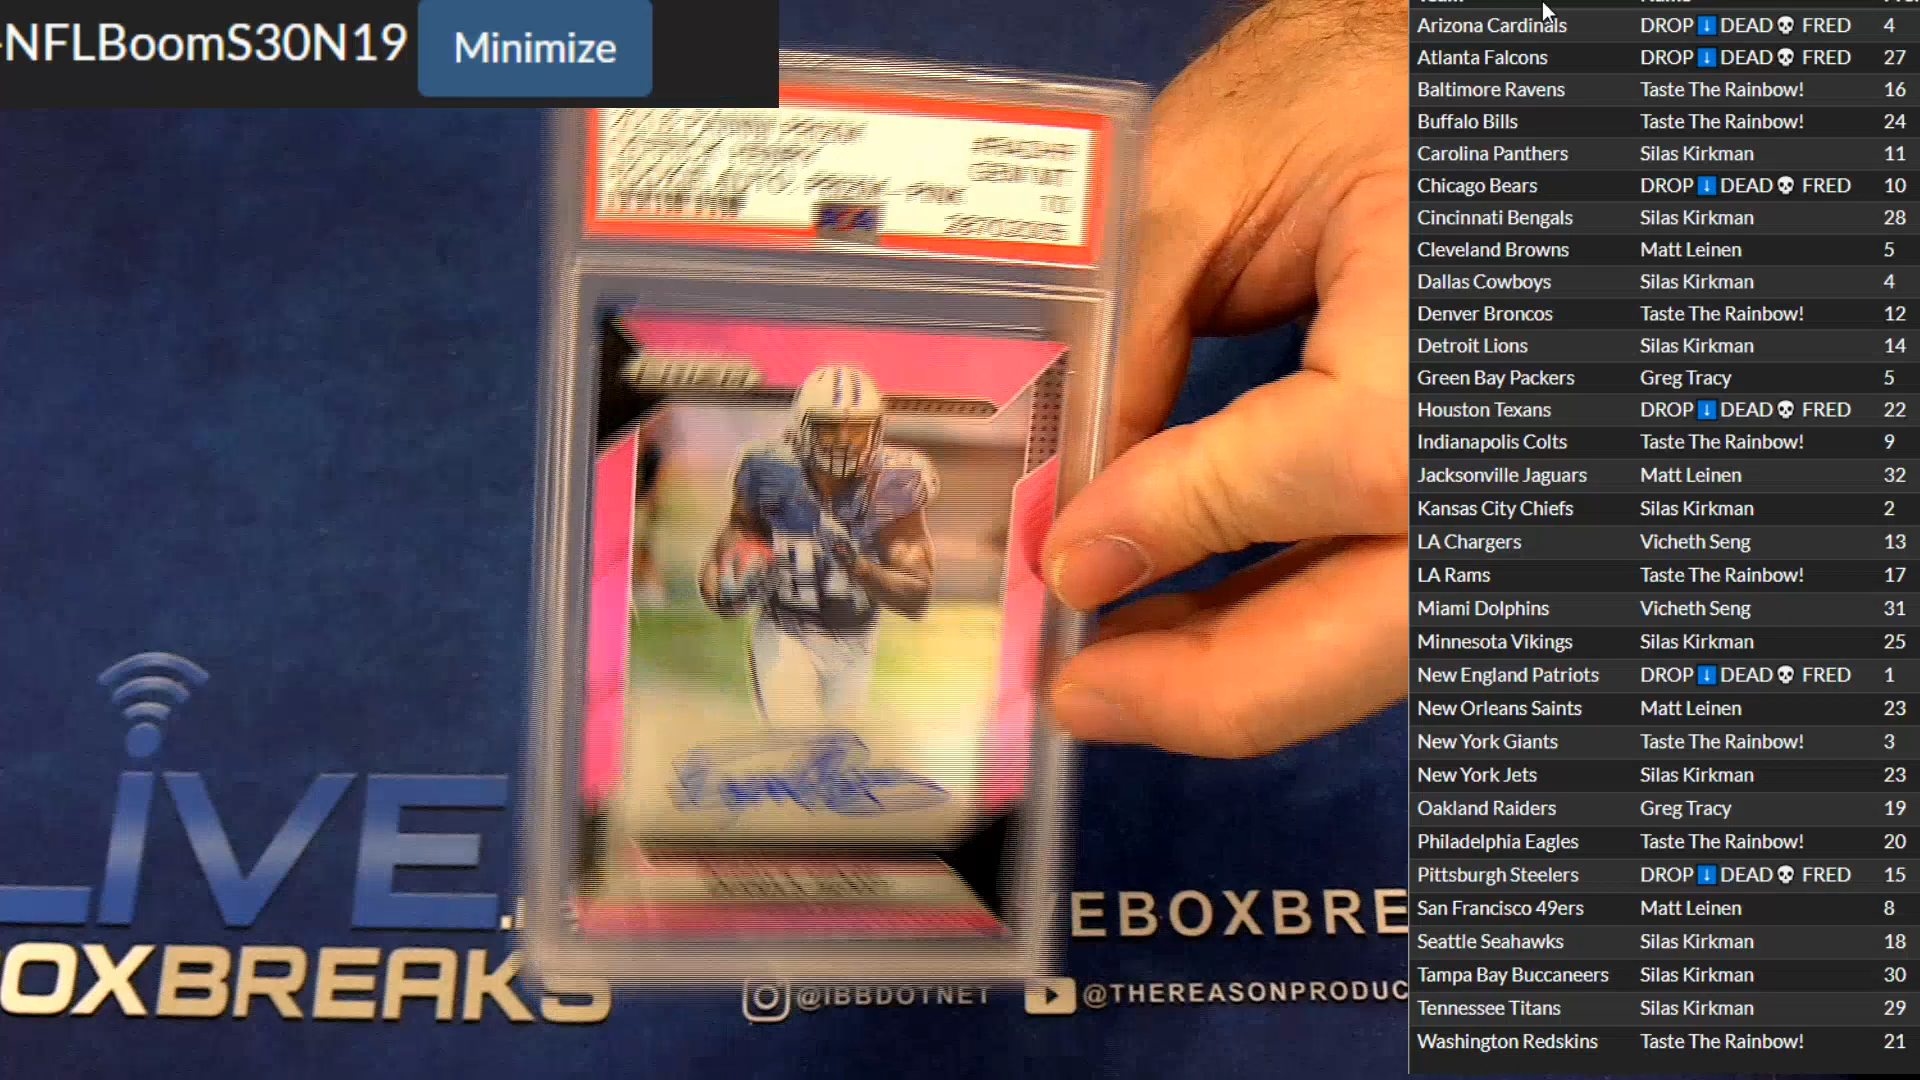 -NFLBoomS30N19 Minimize
Arizona Cardinals DROP⬇️DEAD💀 FRED 4
Atlanta Falcons DROP⬇️DEAD💀 FRED 27
Baltimore Ravens Taste The Rainbow! 16
Buffalo Bills Taste The Rainbow! 24
Carolina Panthers Silas Kirkman 11
Chicago Bears DROP⬇️DEAD💀 FRED 10
Cincinnati Bengals Silas Kirkman 28
Cleveland Browns Matt Leinen 5
Dallas Cowboys Silas Kirkman 4
Denver Broncos Taste The Rainbow! 12
Detroit Lions Silas Kirkman 14
Green Bay Packers Greg Tracy 5
Houston Texans DROP⬇️DEAD💀 FRED 22
Indianapolis Colts Taste The Rainbow! 9
Jacksonville Jaguars Matt Leinen 32
Kansas City Chiefs Silas Kirkman 2
LA Chargers Vicheth Seng 13
LA Rams Taste The Rainbow! 17
Miami Dolphins Vicheth Seng 31
Minnesota Vikings Silas Kirkman 25
New England Patriots DROP⬇️DEAD💀 FRED 1
New Orleans Saints Matt Leinen 23
New York Giants Taste The Rainbow! 3
New York Jets Silas Kirkman 23
Oakland Raiders Greg Tracy 19
Philadelphia Eagles Taste The Rainbow! 20
Pittsburgh Steelers DROP⬇️DEAD💀 FRED 15
San Francisco 49ers Matt Leinen 8
Seattle Seahawks Silas Kirkman 18
Tampa Bay Buccaneers Silas Kirkman 30
Tennessee Titans Silas Kirkman 29
Washington Redskins Taste The Rainbow! 21
LIVE.
OXBREAKS
EBOXBRE
@IBBDOTNET @THEREASONPRODUC